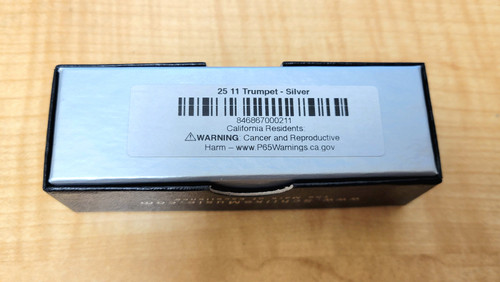 25 11 Trumpet - Silver
846867000211
California Residents:
⚠WARNING: Cancer and Reproductive
Harm – www.P65Warnings.ca.gov